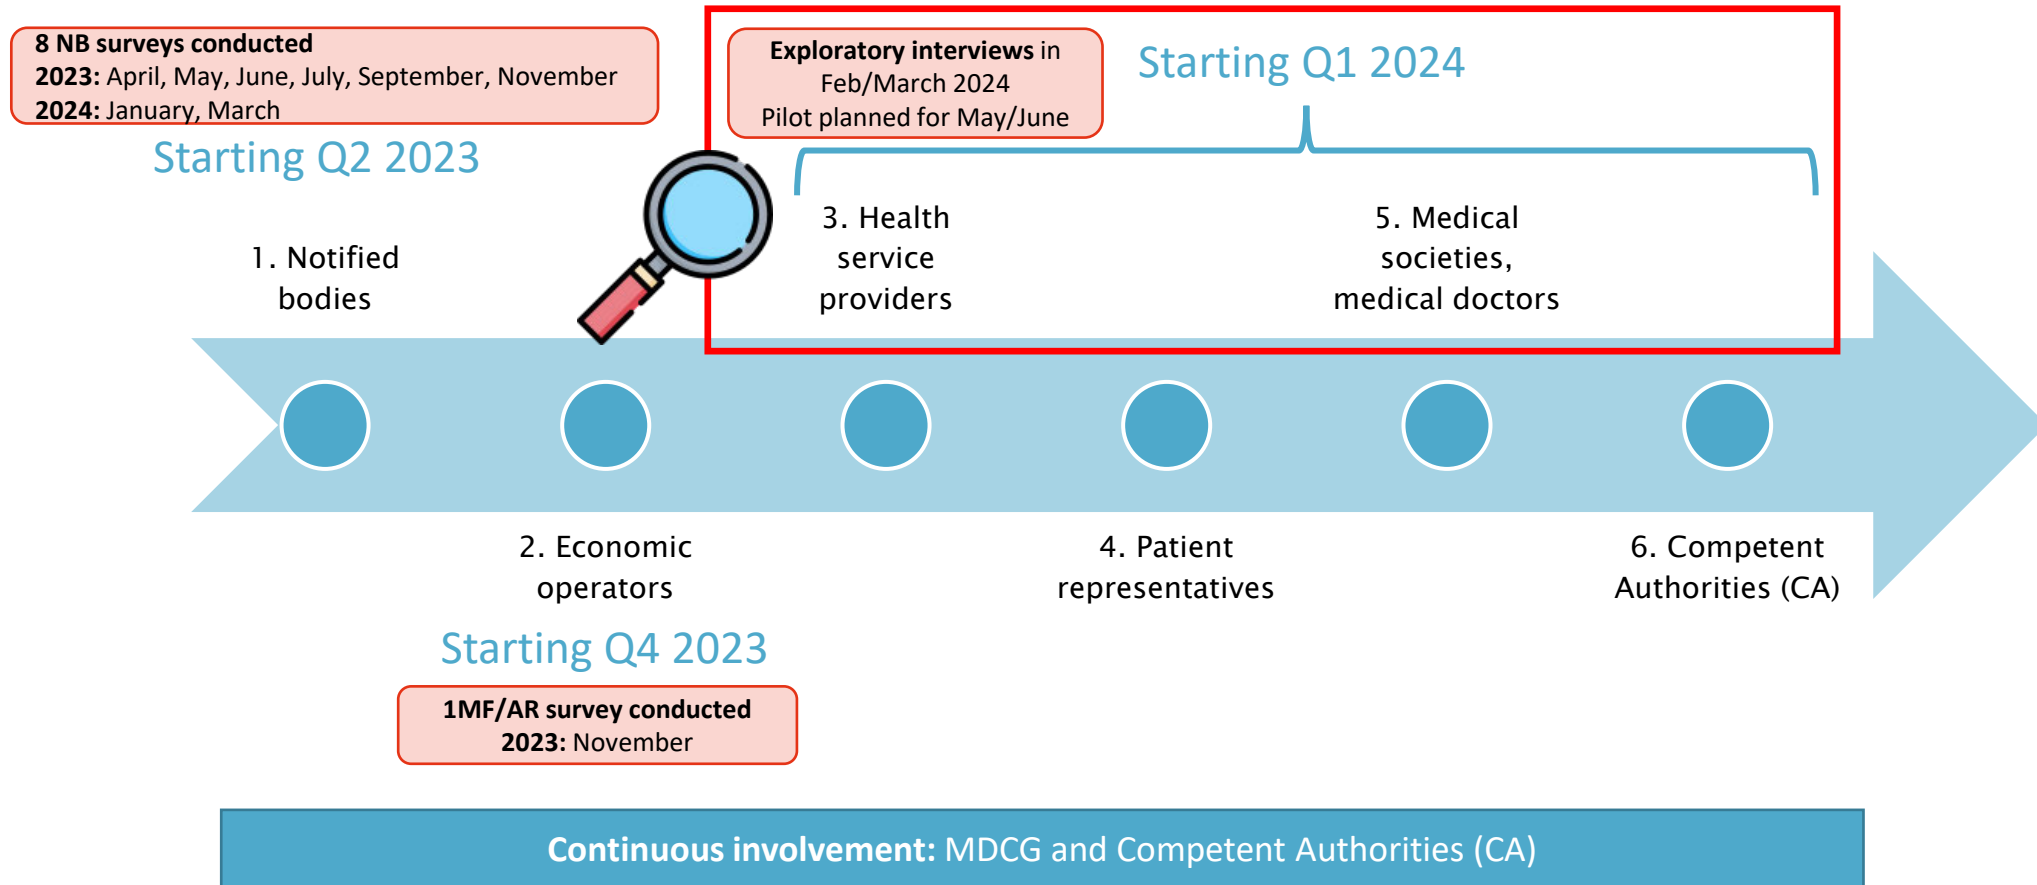 8 NB surveys conducted
2023: April, May, June, July, September, November
2024: January, March
Starting Q2 2023
Exploratory interviews in
Feb/March 2024
Pilot planned for May/June
Starting Q1 2024
1. Notified
bodies
3. Health
service
providers
5. Medical
societies,
medical doctors
2. Economic
operators
4. Patient
representatives
6. Competent
Authorities (CA)
Starting Q4 2023
1MF/AR survey conducted
2023: November
Continuous involvement: MDCG and Competent Authorities (CA)